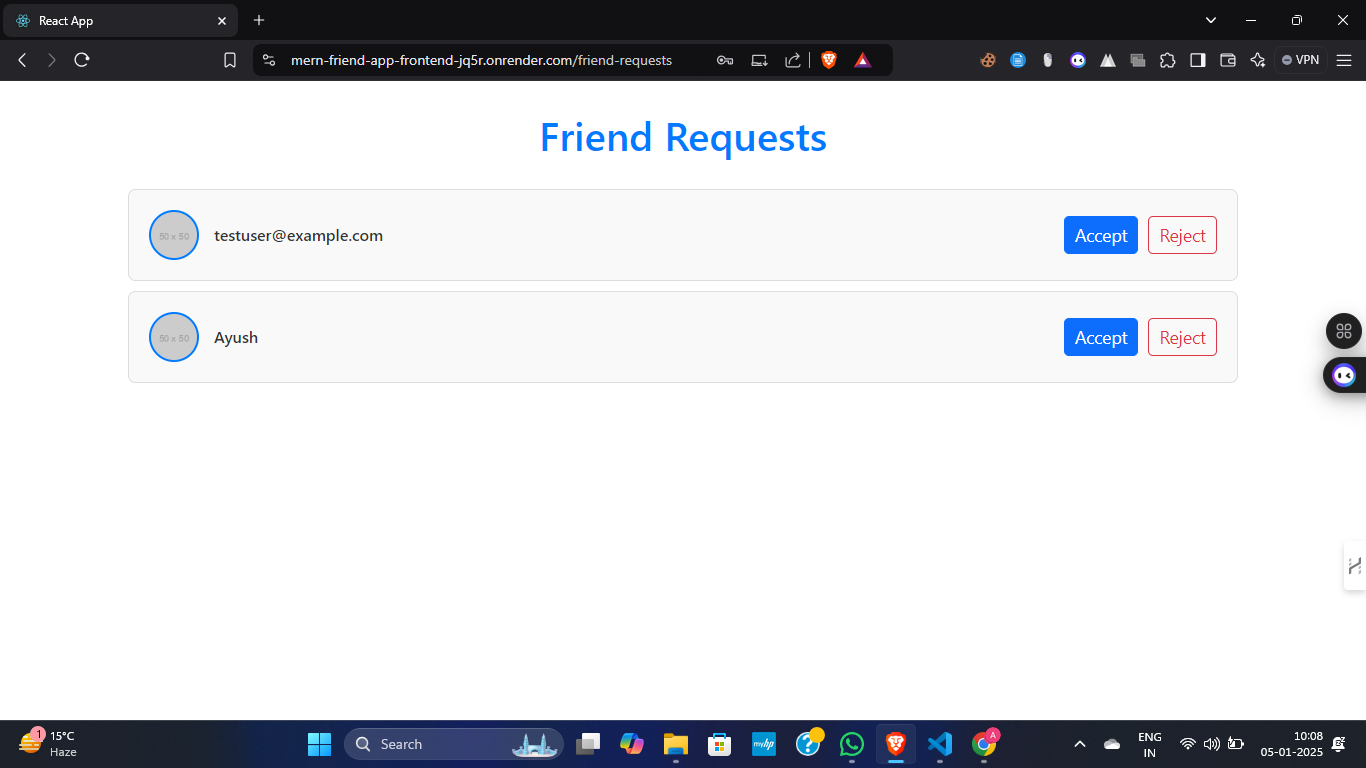 React App
mern-friend-app-frontend-jq5r.onrender.com/friend-requests
VPN
Friend Requests
50 x 50
testuser@example.com
Accept
Reject
50 x 50
Ayush
Accept
Reject
1
15°C
Haze
Search
myhp
A
ENG
IN
10:08
05-01-2025